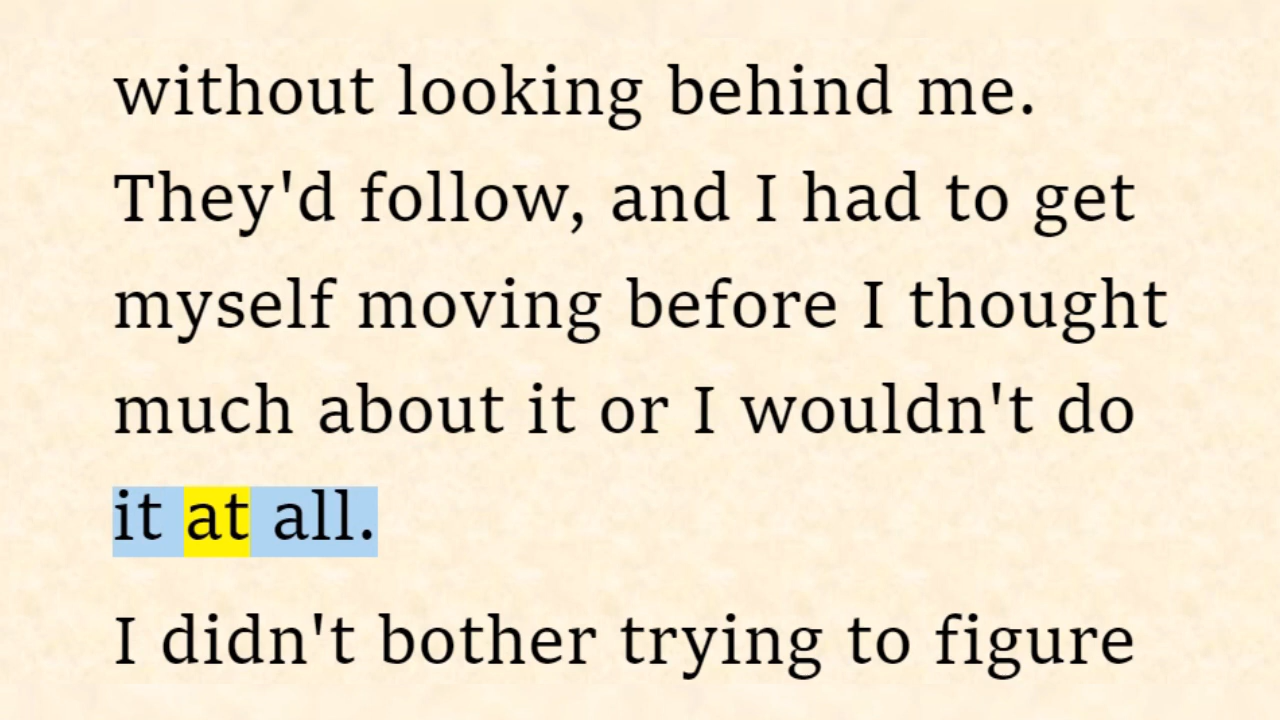 without looking behind me.
They'd follow, and I had to get
myself moving before I thought
much about it or I wouldn't do
it at all.
I didn't bother trying to figure